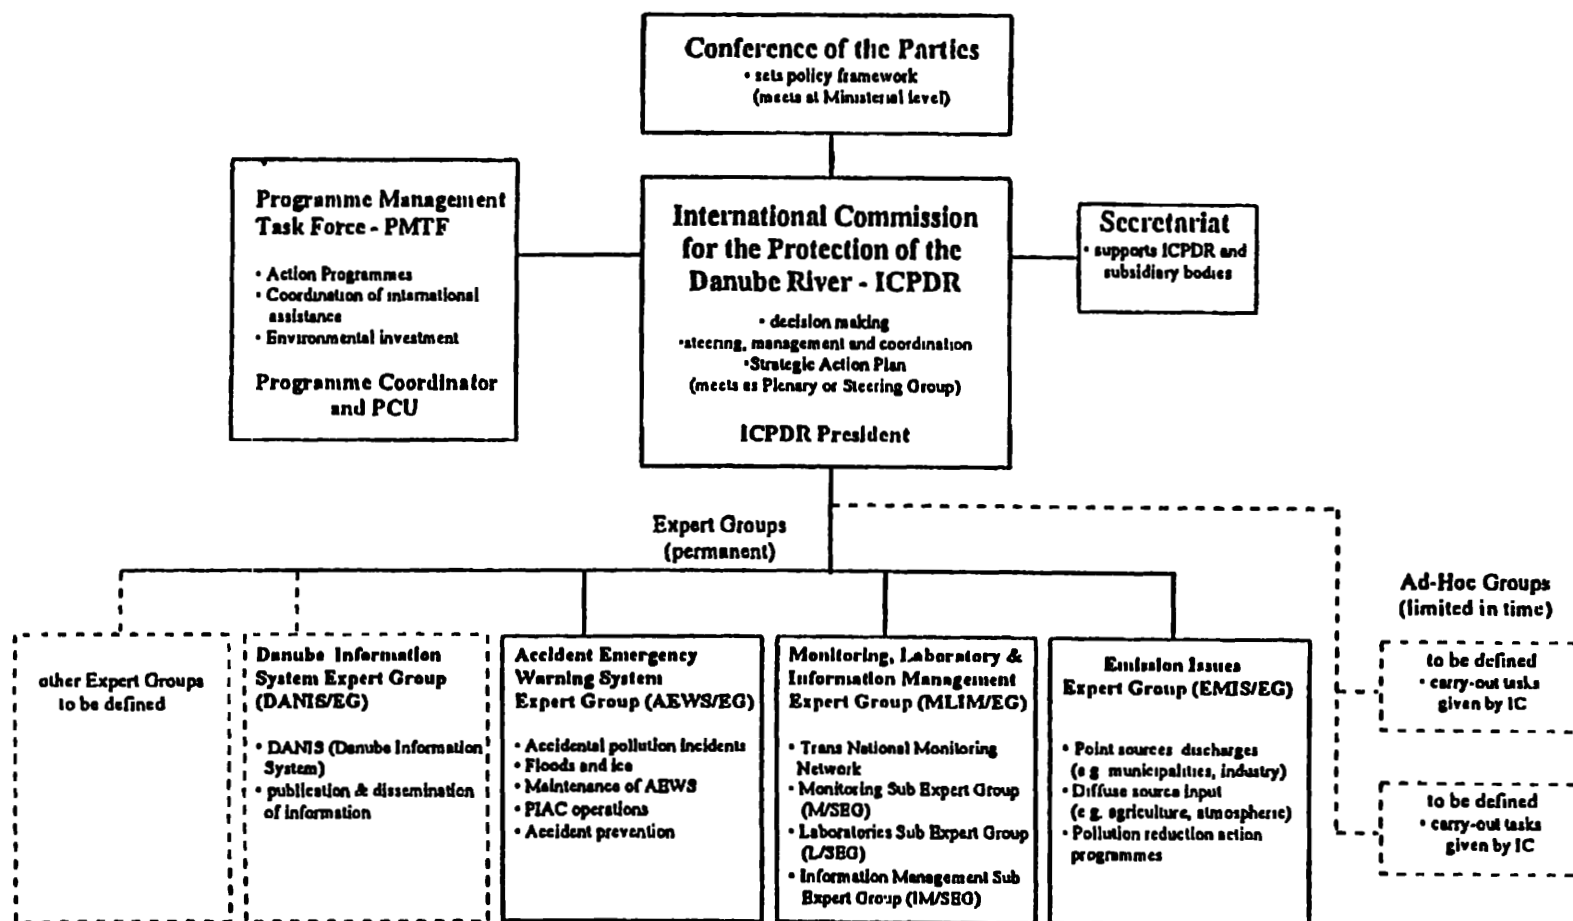 Conference of the Parties
• sets policy framework
(meets at Ministerial level)
Programme Management
Task Force - PMTF
• Action Programmes
• Coordination of international
assistance
• Environmental investment
Programme Coordinator
and PCU
International Commission
for the Protection of the
Danube River - ICPDR
• decision making
•steering, management and coordination
•Strategic Action Plan
(meets as Plenary or Steering Group)
ICPDR President
Secretariat
• supports ICPDR and
subsidiary bodies
Expert Groups
(permanent)
Ad-Hoc Groups
(limited in time)
other Expert Groups
to be defined
Danube Information
System Expert Group
(DANIS/EG)
• DANIS (Danube Information
System)
• publication & dissemination
of information
Accident Emergency
Warning System
Expert Group (AEWS/EG)
• Accidental pollution incidents
• Floods and ice
• Maintenance of AEWS
• PIAC operations
• Accident prevention
Monitoring, Laboratory &
Information Management
Expert Group (MLIM/EG)
• Trans National Monitoring
Network
• Monitoring Sub Expert Group
(M/SEG)
• Laboratories Sub Expert Group
(L/SEG)
• Information Management Sub
Expert Group (IM/SEG)
Emission Issues
Expert Group (EMIS/EG)
• Point sources discharges
(e g municipalities, industry)
• Diffuse source input
(e g. agriculture, atmospheric)
• Pollution reduction action
programmes
to be defined
• carry-out tasks
given by IC
to be defined
• carry-out tasks
given by IC